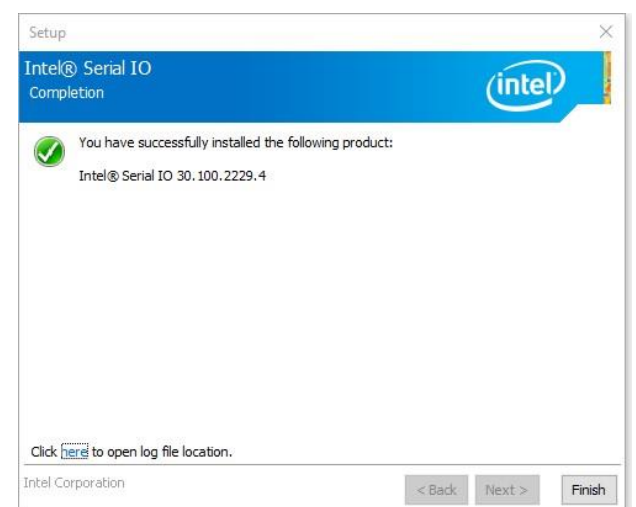 Setup
Intel® Serial IO
Completion
intel
You have successfully installed the following product:
Intel® Serial IO 30.100.2229.4
Click here to open log file location.
Intel Corporation
< Back Next > Finish